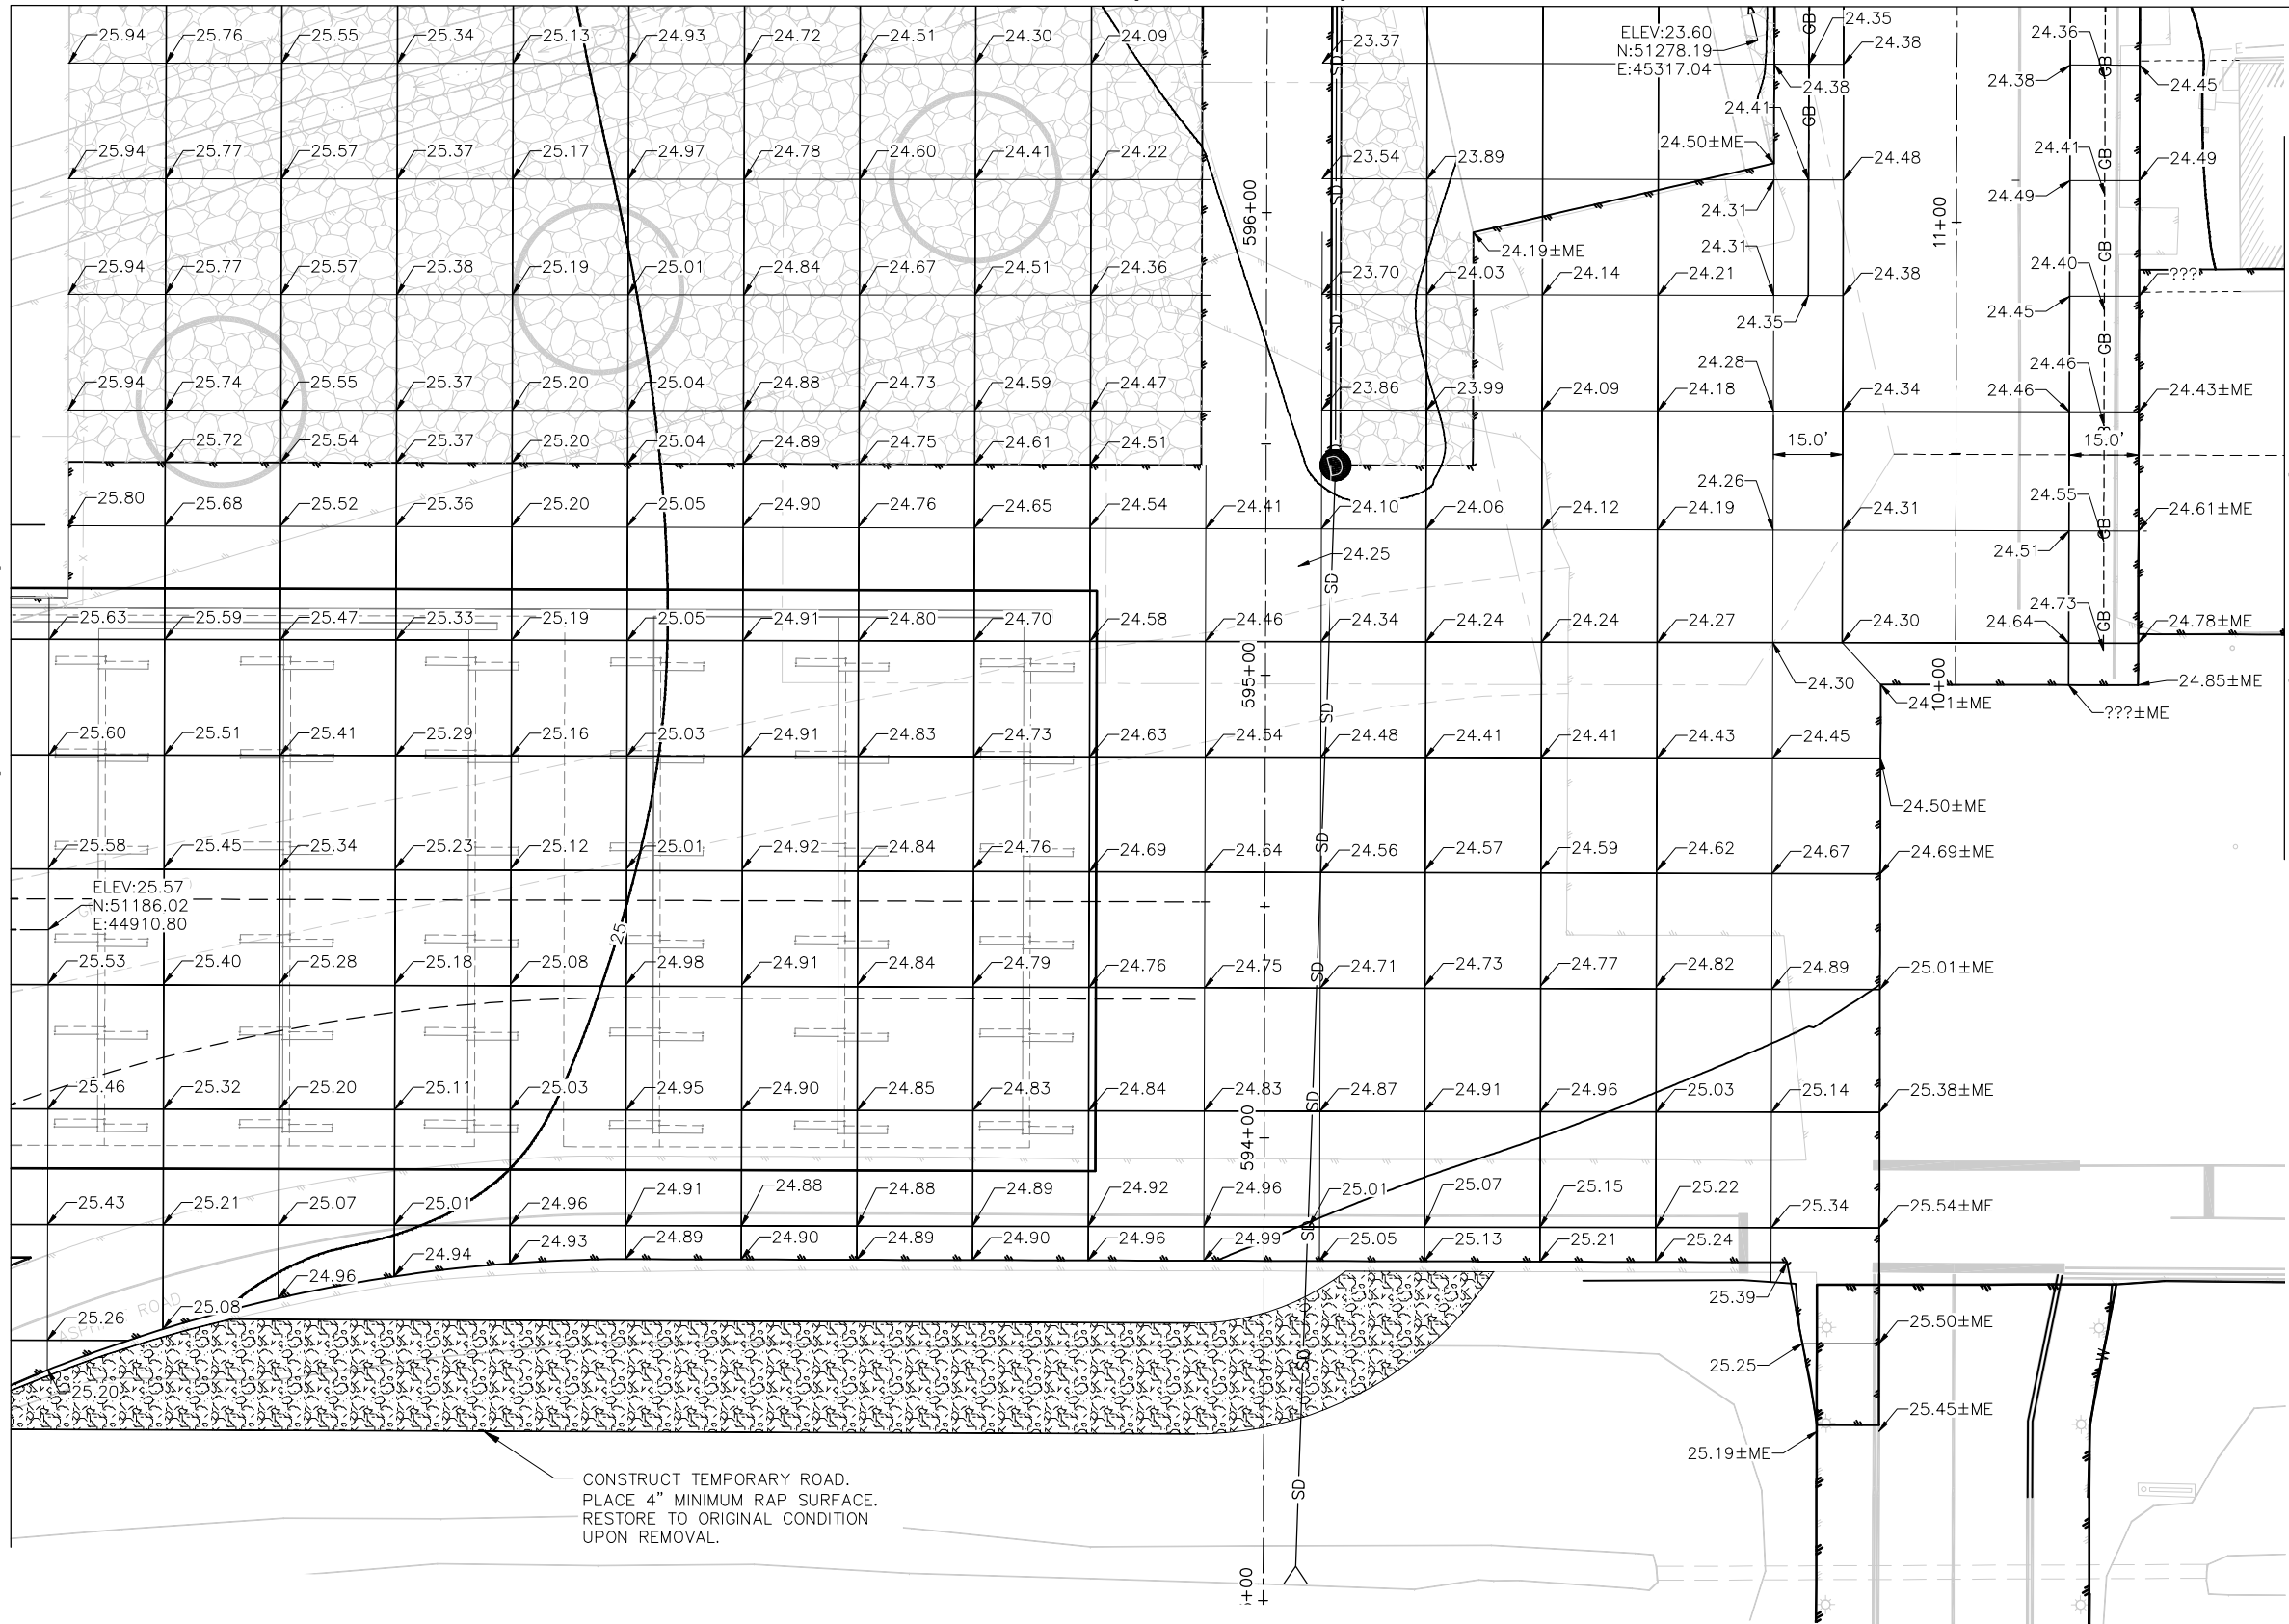 25.94 25.76 25.55 25.34 25.13 24.93 24.72 24.51 24.30 24.09 23.37 ELEV:23.60 GB 24.35 24.36 GB E
N:51278.19 24.38
E:45317.04 24.38 24.38 24.45
SD 24.41 GB
25.94 25.77 25.57 25.37 25.17 24.97 24.78 24.60 24.41 24.22 23.54 23.89 24.50±ME 24.48 24.41 GB 24.49
SD 596+00 24.31 24.49 11+00
25.94 25.77 25.57 25.38 25.19 25.01 24.84 24.67 24.51 24.36 23.70 24.03 24.19±ME 24.14 24.21 24.31 24.38 24.40 GB ???
SD 24.35 24.45
GB
25.94 25.74 25.55 25.37 25.20 25.04 24.88 24.73 24.59 24.47 23.86 23.99 24.09 24.18 24.28 24.34 24.46 24.46 24.43±ME
25.72 25.54 25.37 25.20 25.04 24.89 24.75 24.61 24.51 D 15.0' 15.0'
25.80 25.68 25.52 25.36 25.20 25.05 24.90 24.76 24.65 24.54 24.41 24.10 24.06 24.12 24.19 24.26 24.31 24.55 GB 24.61±ME
24.25 24.51
SD
25.63 25.59 25.47 25.33 25.19 25.05 24.91 24.80 24.70 24.58 24.46 24.34 24.24 24.24 24.27 24.30 24.64 24.73 GB 24.78±ME
595+00 24.30 10+00 ???±ME 24.85±ME
SD
25.60 25.51 25.41 25.29 25.16 25.03 24.91 24.83 24.73 24.63 24.54 24.48 24.41 24.41 24.43 24.45
24.50±ME
25.58 25.45 25.34 25.23 25.12 25.01 24.92 24.84 24.76 24.69 24.64 SD 24.56 24.57 24.59 24.62 24.67 24.69±ME
ELEV:25.57
N:51186.02
E:44910.80
25
25.53 25.40 25.28 25.18 25.08 24.98 24.91 24.84 24.79 24.76 24.75 SD 24.71 24.73 24.77 24.82 24.89 25.01±ME
25.46 25.32 25.20 25.11 25.03 24.95 24.90 24.85 24.83 24.84 24.83 SD 24.87 24.91 24.96 25.03 25.14 25.38±ME
594+00
25.43 25.21 25.07 25.01 24.96 24.91 24.88 24.88 24.89 24.92 24.96 25.01 25.07 25.15 25.22 25.34 25.54±ME
24.96 24.94 24.93 24.89 24.90 24.89 24.90 24.96 24.99 SD 25.05 25.13 25.21 25.24
25.39
25.26 25.08 ROAD 25.50±ME
SD 25.25
25.20 W
25.45±ME
25.19±ME
CONSTRUCT TEMPORARY ROAD.
PLACE 4" MINIMUM RAP SURFACE.
RESTORE TO ORIGINAL CONDITION
UPON REMOVAL.
SD
+00